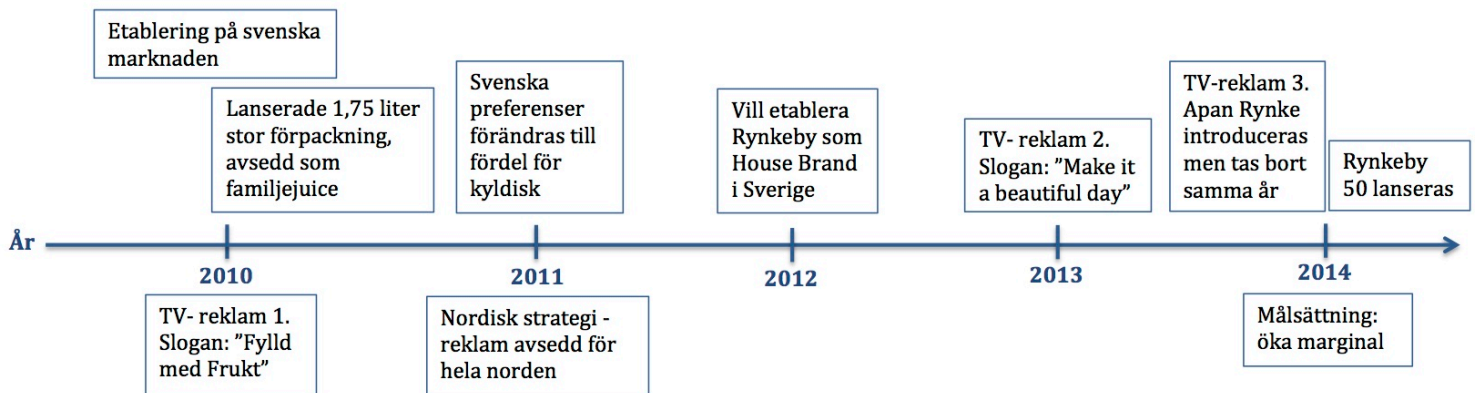 Etablering på svenska
marknaden
Lanserade 1,75 liter
stor förpackning,
avsedd som
familjejuice
Svenska
preferenser
förändras till
fördel för
kyldisk
Vill etablera
Rynkeby som
House Brand
i Sverige
TV- reklam 2.
Slogan: ”Make it
a beautiful day”
TV-reklam 3.
Apan Rynke
introduceras
men tas bort
samma år
Rynkeby
50 lanseras
År
2010
2011
2012
2013
2014
TV- reklam 1.
Slogan: ”Fylld
med Frukt”
Nordisk strategi -
reklam avsedd för
hela norden
Målsättning:
öka marginal